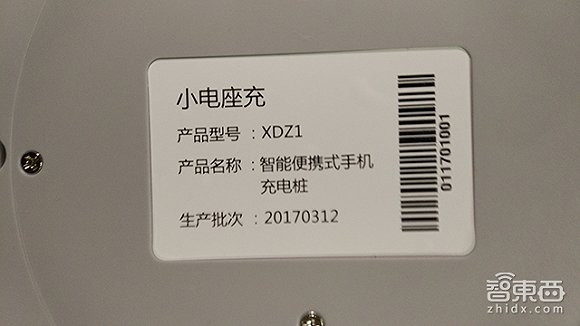 小电座充
产品型号：XDZ1
产品名称：智能便携式手机
充电桩
生产批次：20170312
011701001
智東西
zhidx.com